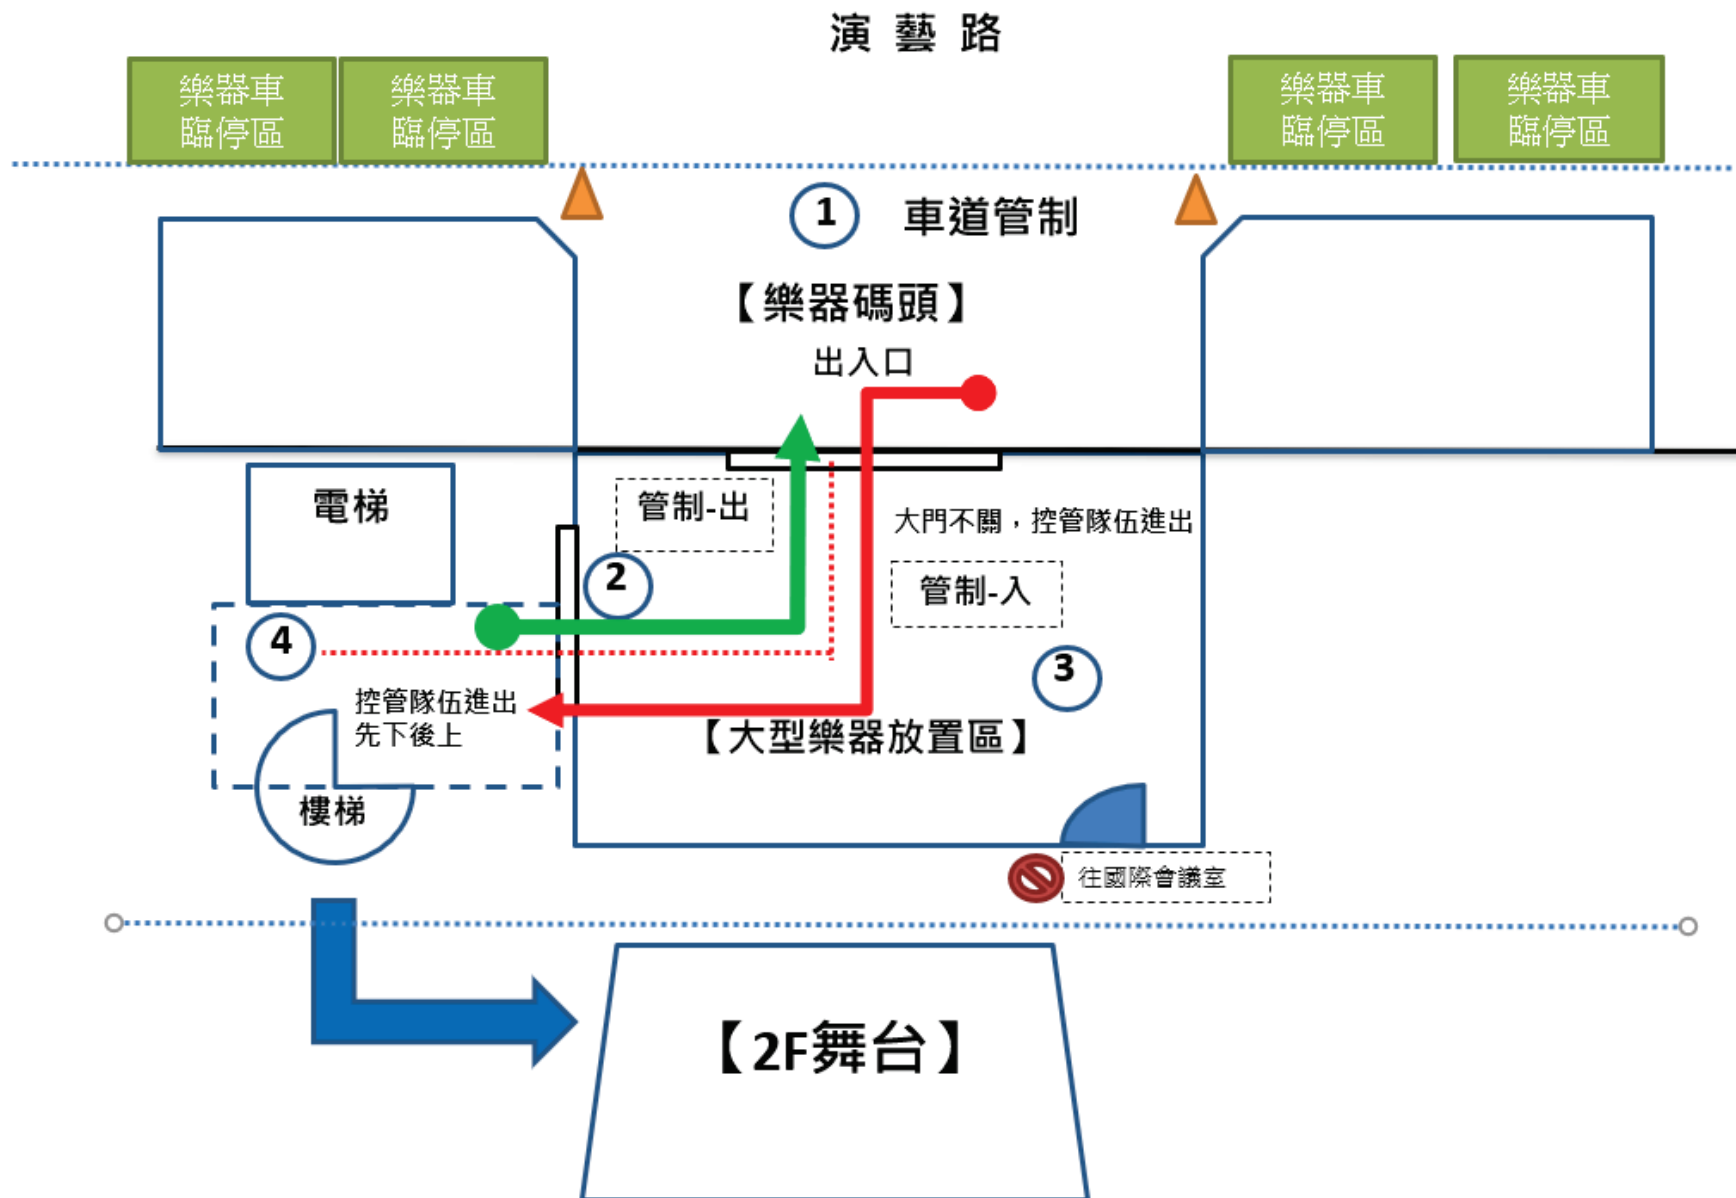 演藝路
樂器車
臨停區
樂器車
臨停區
樂器車
臨停區
樂器車
臨停區
1
車道管制
【樂器碼頭】
出入口
電梯
管制-出
大門不關，控管隊伍進出
2
管制-入
4
3
控管隊伍進出
先下後上
【大型樂器放置區】
樓梯
往國際會議室
【2F舞台】